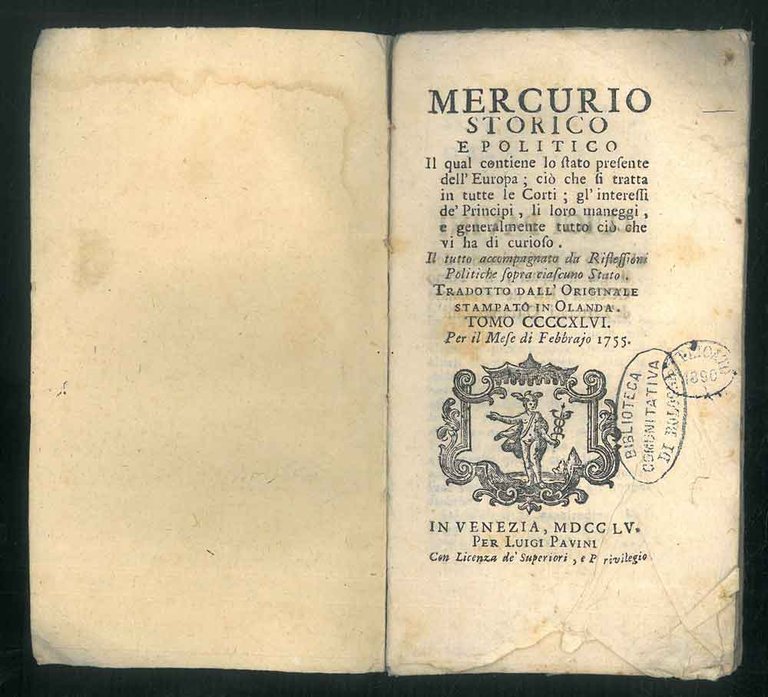 MERCURIO
STORICO
E POLITICO
Il qual contiene lo ſtato preſente
dell' Europa; ciò che ſi tratta
in tutte le Corti; gl' intereſſi
de' Principi, li loro maneggi,
e generalmente tutto ciò che
vi ha di curioſo.
Il tutto accompagnato da Rifleſſioni
Politiche ſopra ciaſcuno Stato.
TRADOTTO DALL' ORIGINALE
STAMPATO IN OLANDA.
TOMO CCCCXLVI.
Per il Meſe di Febbrajo 1755.
BIBLIOTECA
COMUNITATIVA
DI BOLOGNA
1890
IN VENEZIA, MDCCLV.
PER LUIGI PAVINI
Con Licenza de' Superiori, e Privilegio